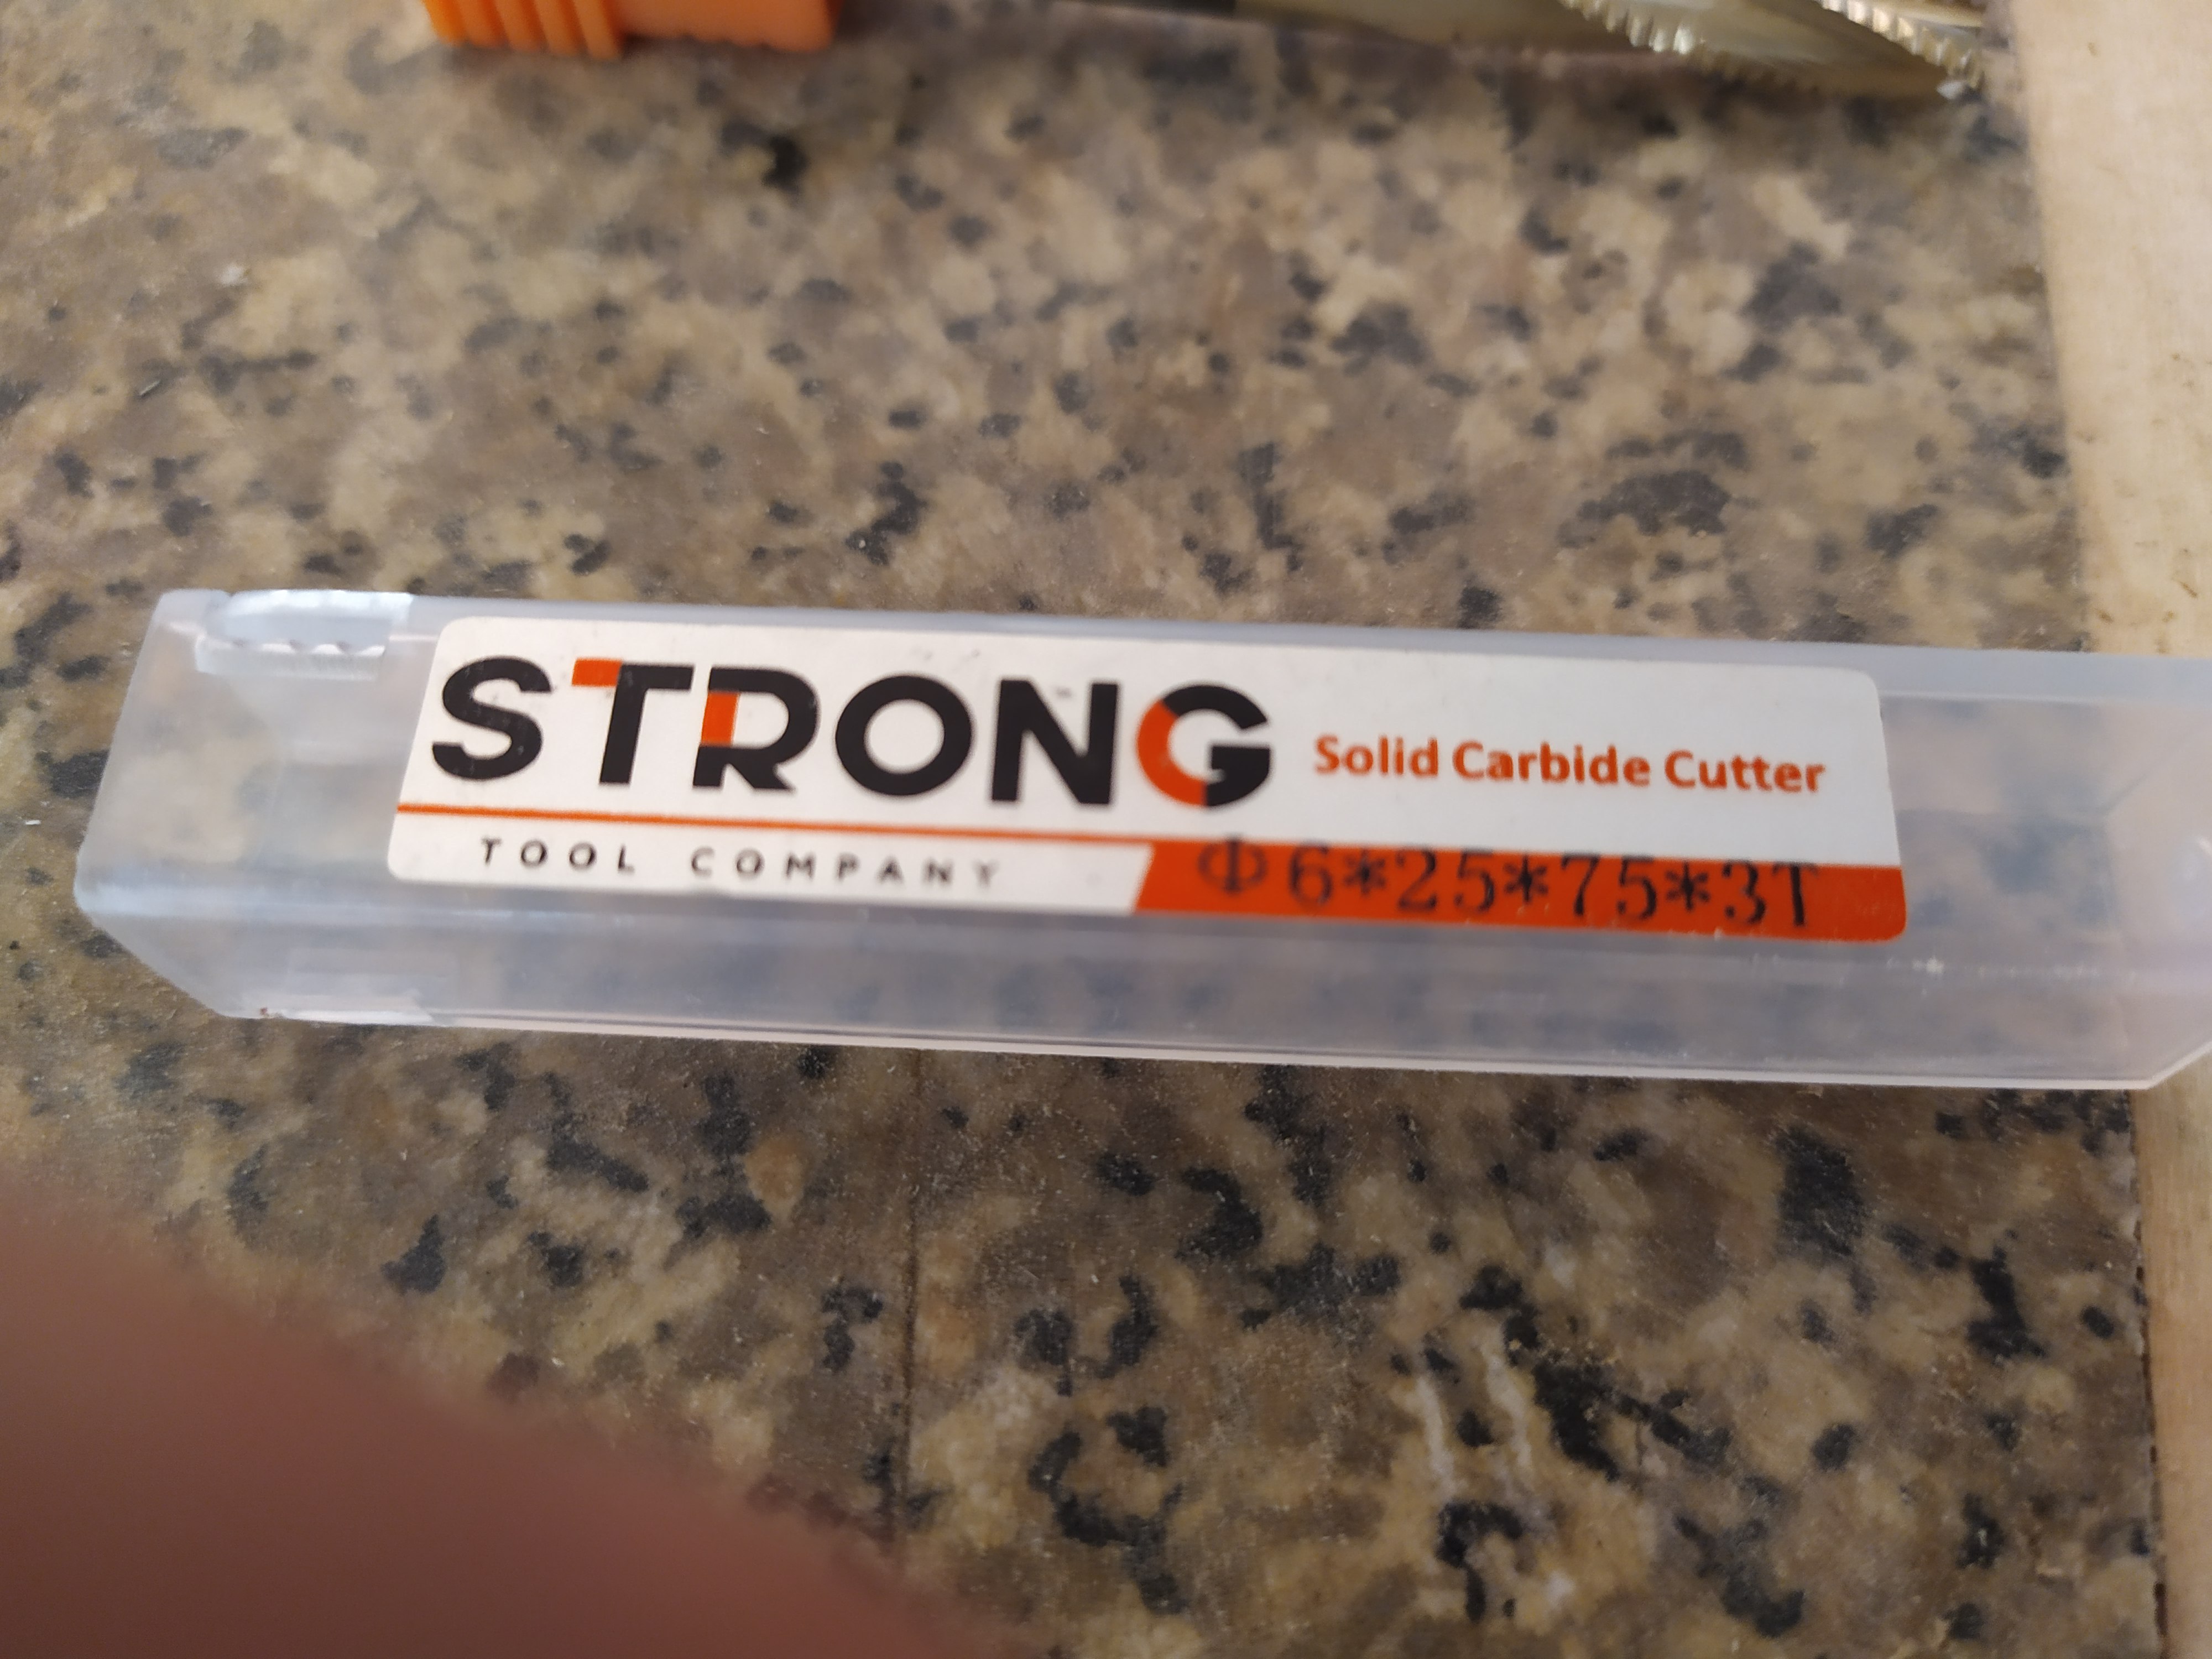 STRONG Solid Carbide Cutter
TOOL COMPANY Φ6*25*75*3T